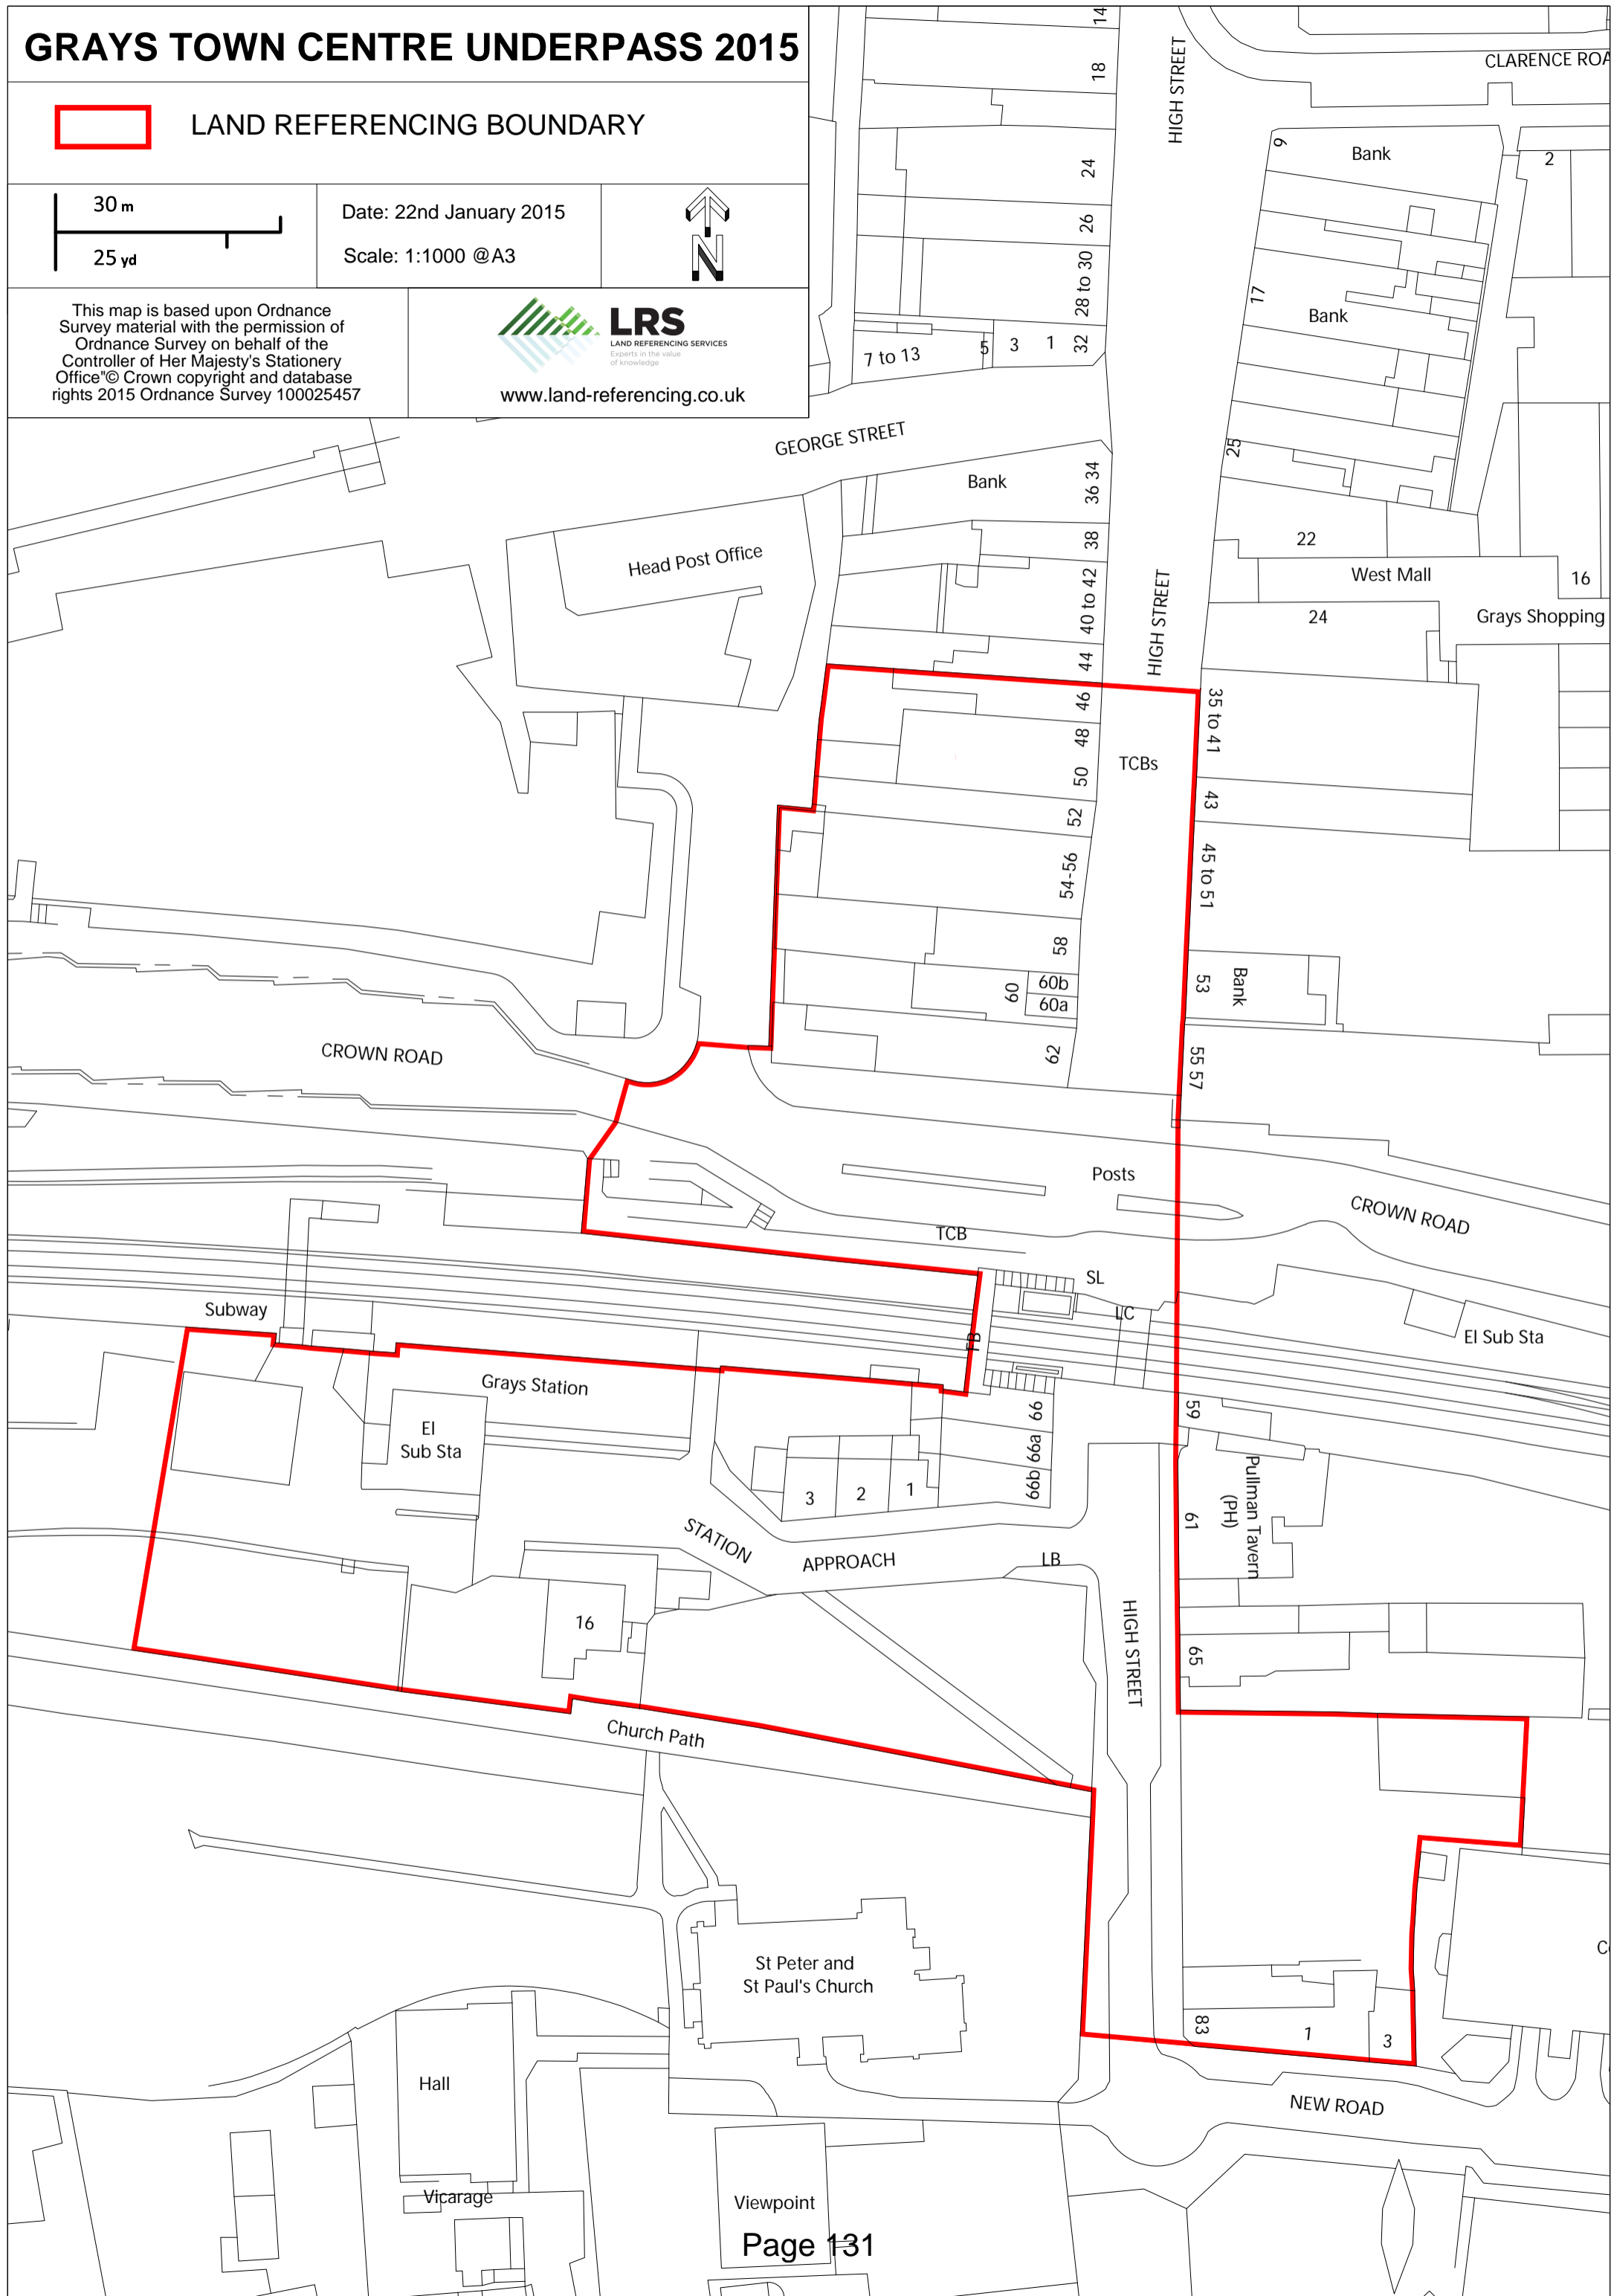 GRAYS TOWN CENTRE UNDERPASS 2015
LAND REFERENCING BOUNDARY
30 m
25 yd
Date: 22nd January 2015
Scale: 1:1000 @A3
N
This map is based upon Ordnance
Survey material with the permission of
Ordnance Survey on behalf of the
Controller of Her Majesty's Stationery
Office"© Crown copyright and database
rights 2015 Ordnance Survey 100025457
LRS
LAND REFERENCING SERVICES
Experts in the value
of knowledge
www.land-referencing.co.uk
14
18
HIGH STREET
CLARENCE ROA
9
Bank
2
24
26
28 to 30
17
Bank
7 to 13
5
3
1
32
GEORGE STREET
25
Bank
36 34
38
22
Head Post Office
West Mall
16
40 to 42
HIGH STREET
24
Grays Shopping
44
46
35 to 41
48
TCBs
50
43
52
54-56
45 to 51
58
60
60b
60a
53
Bank
62
55 57
CROWN ROAD
Posts
CROWN ROAD
TCB
SL
LC
Subway
FB
El Sub Sta
Grays Station
El
Sub Sta
66
66a
66b
59
3
2
1
61
Pullman Tavern
(PH)
STATION
APPROACH
LB
16
HIGH STREET
65
Church Path
St Peter and
St Paul's Church
C
83
1
3
Hall
NEW ROAD
Vicarage
Viewpoint
Page 131